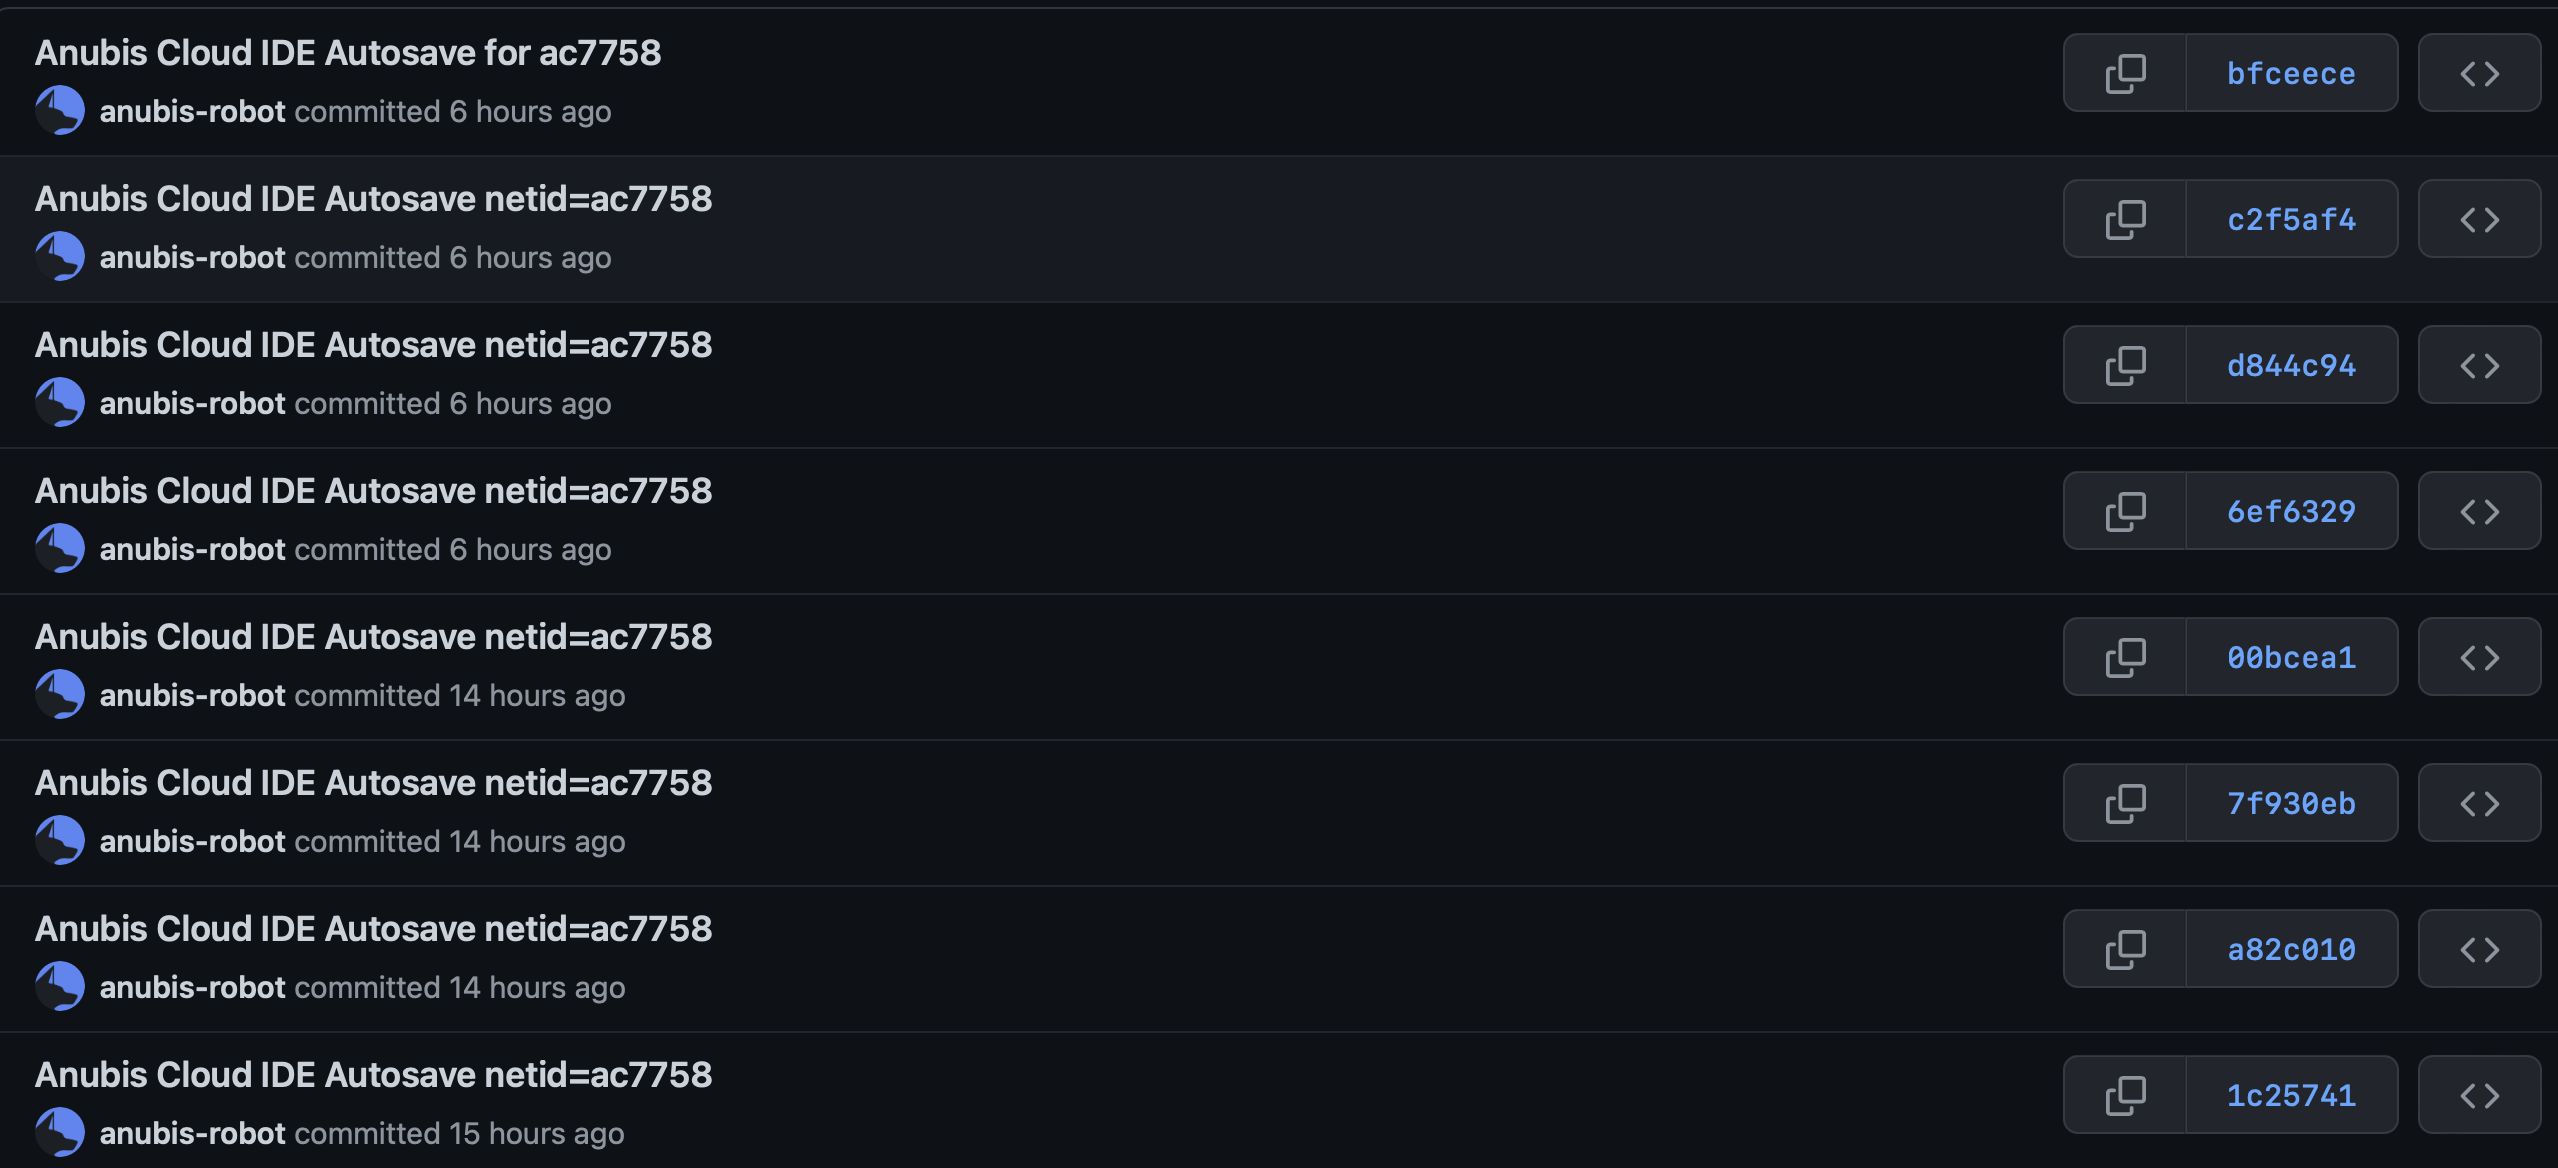 Anubis Cloud IDE Autosave for ac7758
bfceece
anubis-robot committed 6 hours ago
Anubis Cloud IDE Autosave netid=ac7758
c2f5af4
anubis-robot committed 6 hours ago
Anubis Cloud IDE Autosave netid=ac7758
d844c94
anubis-robot committed 6 hours ago
Anubis Cloud IDE Autosave netid=ac7758
6ef6329
anubis-robot committed 6 hours ago
Anubis Cloud IDE Autosave netid=ac7758
00bcea1
anubis-robot committed 14 hours ago
Anubis Cloud IDE Autosave netid=ac7758
7f930eb
anubis-robot committed 14 hours ago
Anubis Cloud IDE Autosave netid=ac7758
a82c010
anubis-robot committed 14 hours ago
Anubis Cloud IDE Autosave netid=ac7758
1c25741
anubis-robot committed 15 hours ago